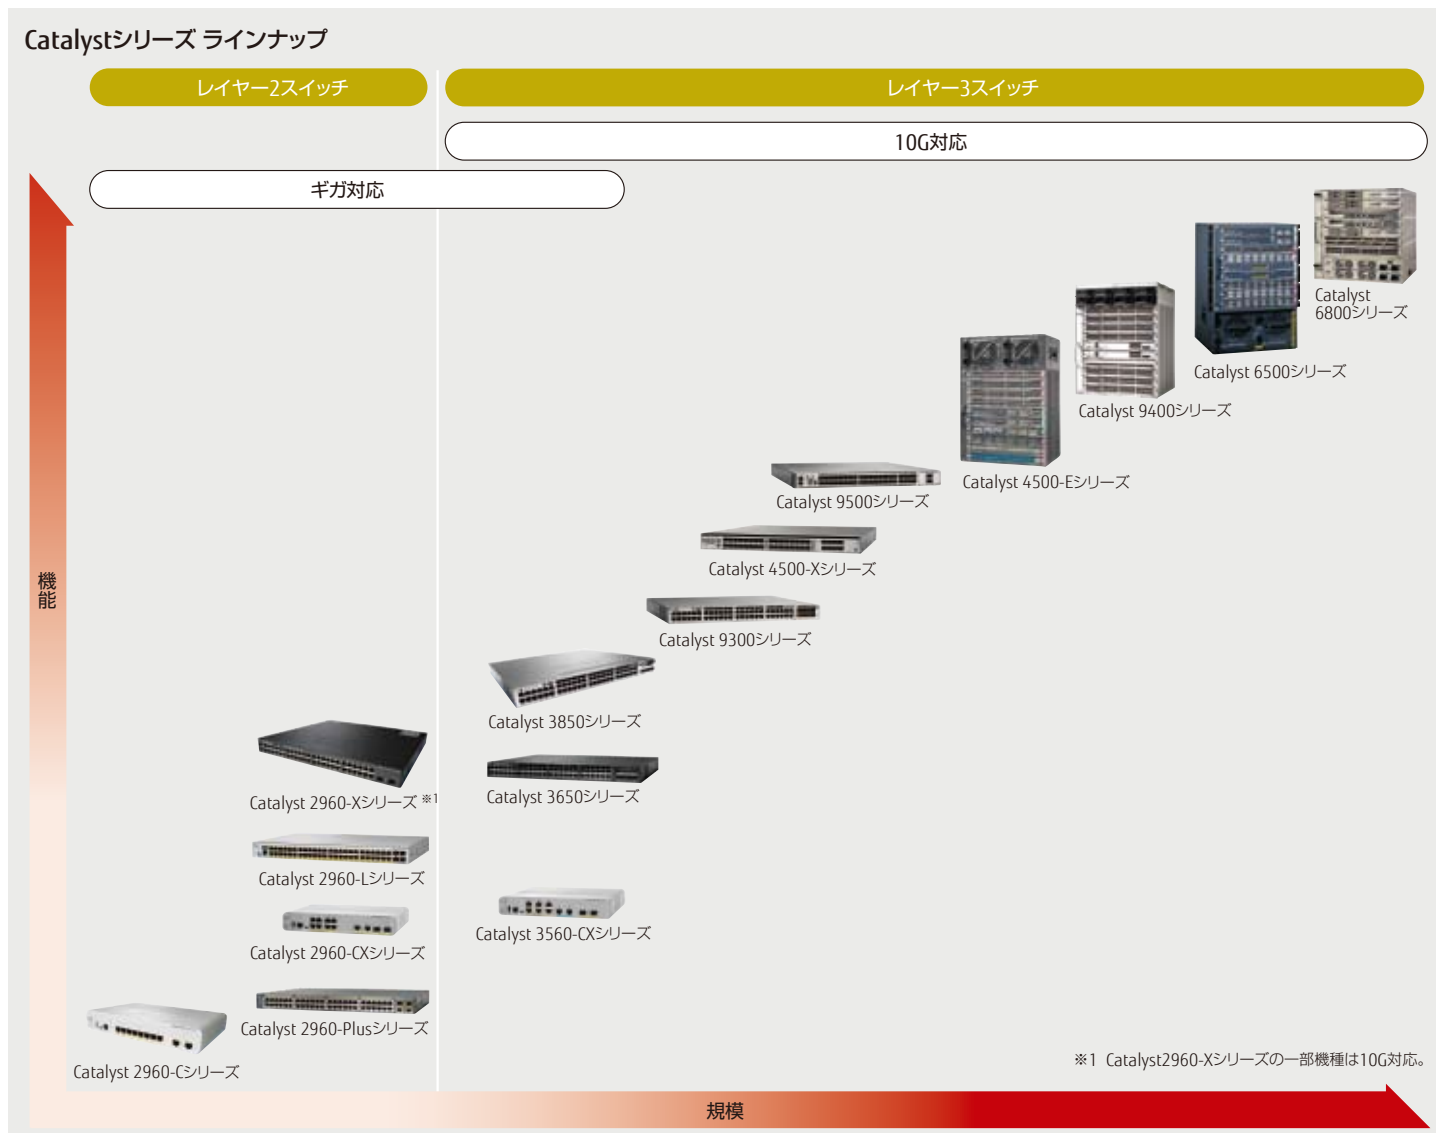 Catalystシリーズ ラインナップ
レイヤー2スイッチ
レイヤー3スイッチ
10G対応
ギガ対応
機能
Catalyst
6800シリーズ
Catalyst 6500シリーズ
Catalyst 9400シリーズ
Catalyst 4500-Eシリーズ
Catalyst 9500シリーズ
Catalyst 4500-Xシリーズ
Catalyst 9300シリーズ
Catalyst 3850シリーズ
Catalyst 3650シリーズ
Catalyst 2960-Xシリーズ ※1
Catalyst 2960-Lシリーズ
Catalyst 2960-CXシリーズ
Catalyst 3560-CXシリーズ
Catalyst 2960-Plusシリーズ
Catalyst 2960-Cシリーズ
※1 Catalyst2960-Xシリーズの一部機種は10G対応。
規模